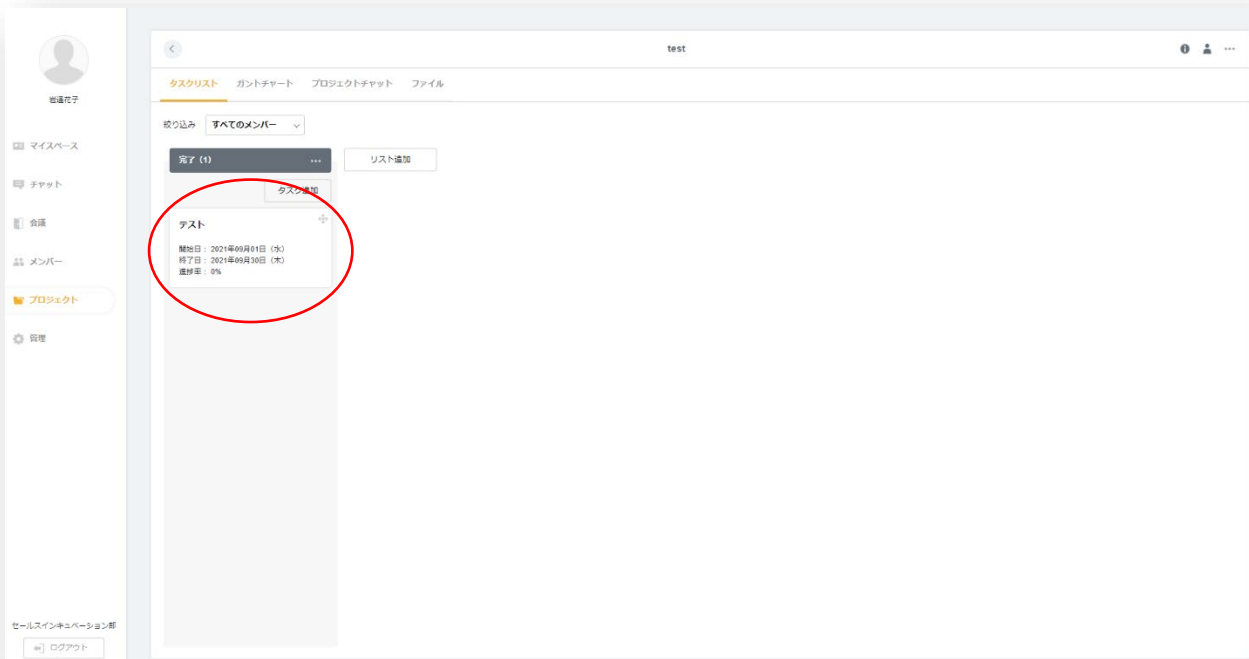 岩道花子
マイスペース
チャット
会議
メンバー
プロジェクト
管理
セールスインキュベーション部
ログアウト
test
タスクリスト ガントチャート プロジェクトチャット ファイル
絞り込み すべてのメンバー
完了 (1) ... リスト追加
タスク追加
テスト
開始日： 2021年09月01日（水）
終了日： 2021年09月30日（木）
進捗率： 0%